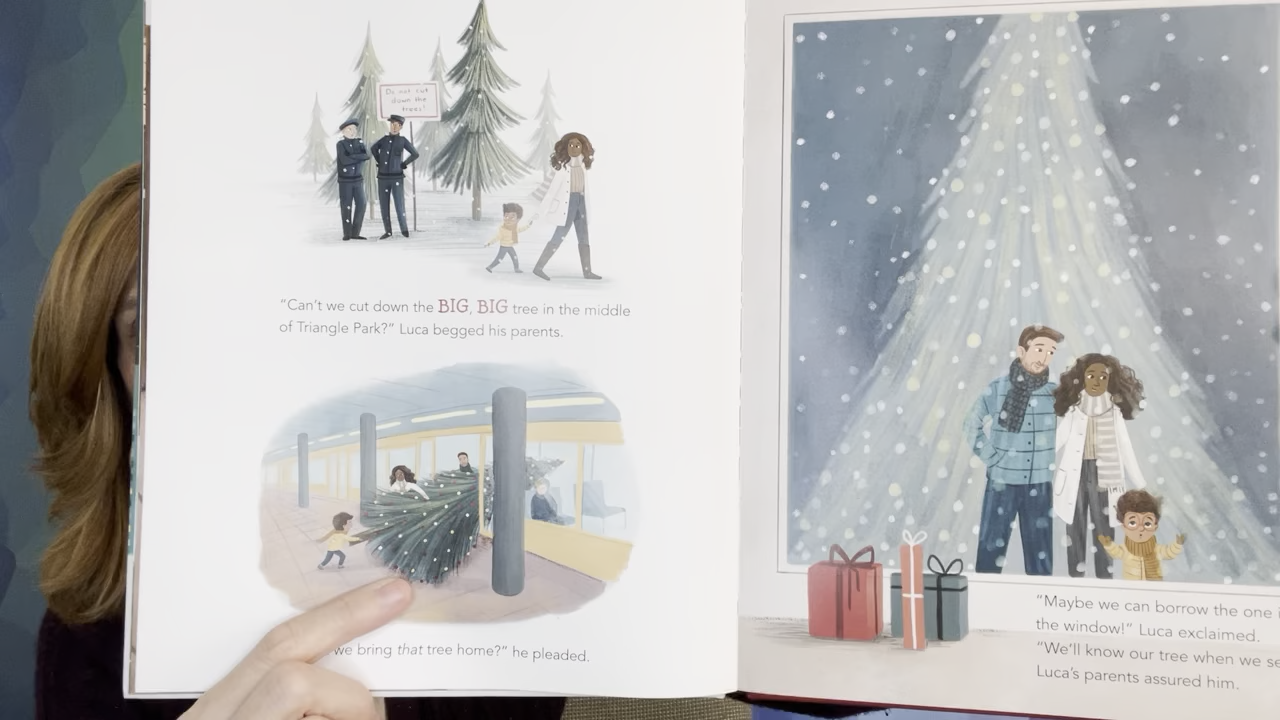 Do not cut
down the
trees!
"Can't we cut down the BIG, BIG tree in the middle
of Triangle Park?" Luca begged his parents.
we bring that tree home?" he pleaded.
"Maybe we can borrow the one
the window!" Luca exclaimed.
"We'll know our tree when we
Luca's parents assured him.